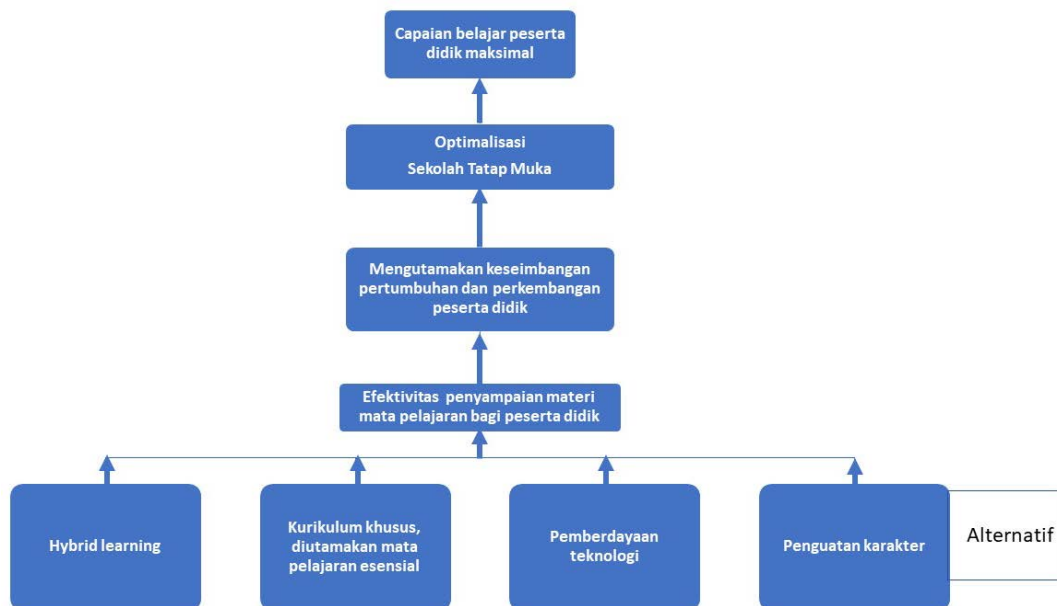 Capaian belajar peserta
didik maksimal
Optimalisasi
Sekolah Tatap Muka
Mengutamakan keseimbangan
pertumbuhan dan perkembangan
peserta didik
Efektivitas penyampaian materi
mata pelajaran bagi peserta didik
Hybrid learning
Kurikulum khusus,
diutamakan mata
pelajaran esensial
Pemberdayaan
teknologi
Penguatan karakter
Alternatif